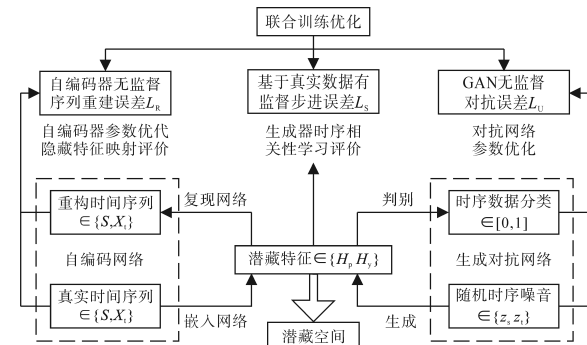 联合训练优化
自编码器无监督
序列重建误差LR
基于真实数据有
监督步进误差LS
GAN无监督
对抗误差LU
自编码器参数优代
隐藏特征映射评价
生成器时序相
关性学习评价
对抗网络
参数优化
重构时间序列
∈{S,Xt}
复现网络
判别
时序数据分类
∈[0,1]
自编码网络
潜藏特征∈{Hp Hy}
生成对抗网络
真实时间序列
∈{S,Xt}
嵌入网络
生成
随机时序噪音
∈{zs zt}
潜藏空间